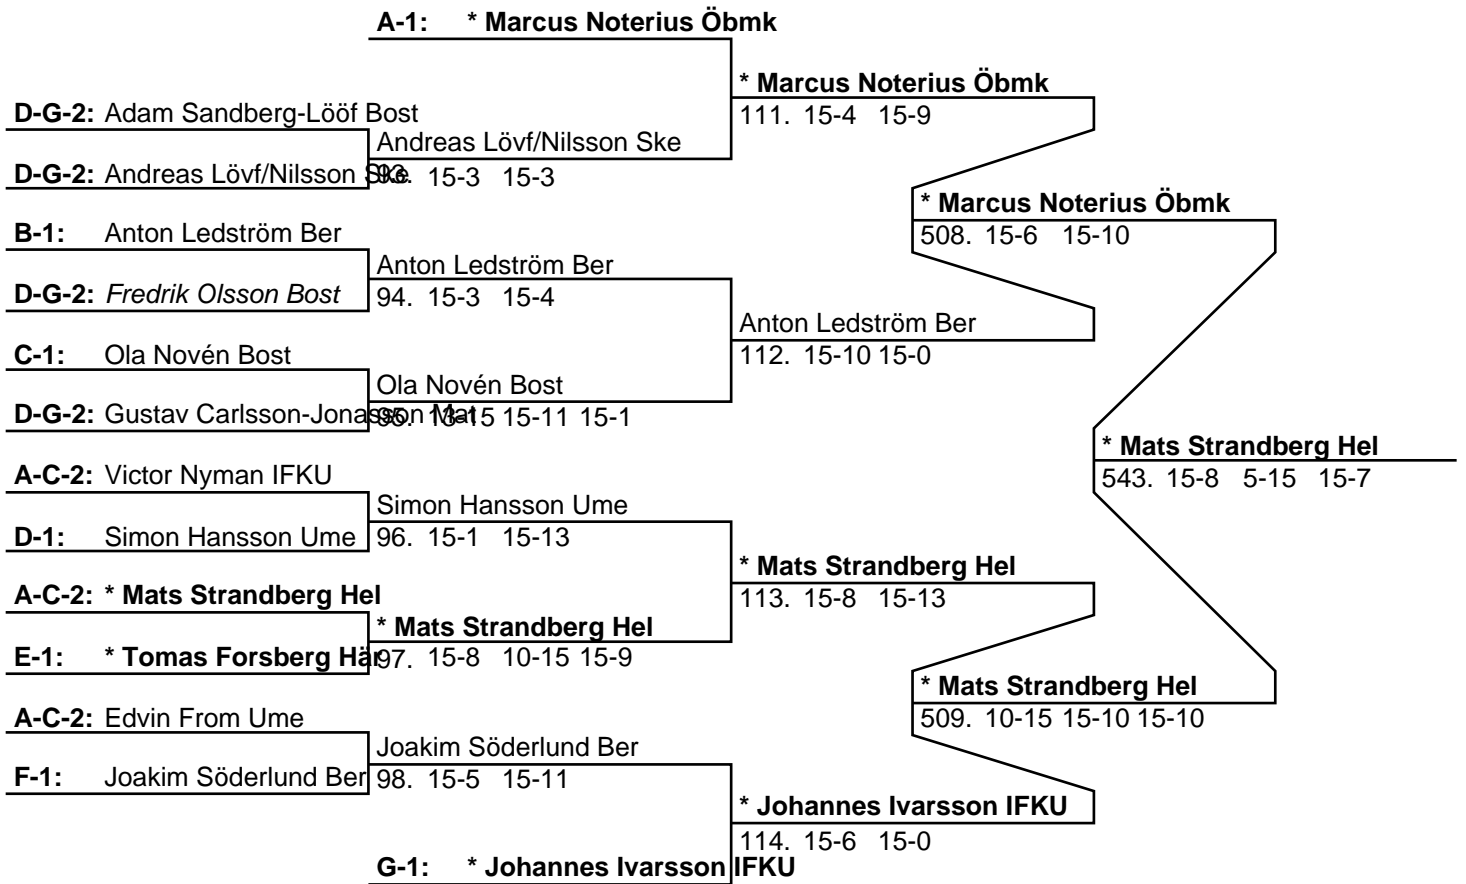 A-1: * Marcus Noterius Öbmk
* Marcus Noterius Öbmk
111. 15-4 15-9
D-G-2: Adam Sandberg-Lööf Bost
Andreas Lövf/Nilsson Ske
D-G-2: Andreas Lövf/Nilsson Ske
93. 15-3 15-3
* Marcus Noterius Öbmk
508. 15-6 15-10
B-1: Anton Ledström Ber
Anton Ledström Ber
D-G-2: Fredrik Olsson Bost
94. 15-3 15-4
Anton Ledström Ber
112. 15-10 15-0
C-1: Ola Novén Bost
Ola Novén Bost
D-G-2: Gustav Carlsson-Jonasson Mat
95. 13-15 15-11 15-1
* Mats Strandberg Hel
543. 15-8 5-15 15-7
A-C-2: Victor Nyman IFKU
Simon Hansson Ume
D-1: Simon Hansson Ume
96. 15-1 15-13
* Mats Strandberg Hel
113. 15-8 15-13
A-C-2: * Mats Strandberg Hel
* Mats Strandberg Hel
E-1: * Tomas Forsberg Här
97. 15-8 10-15 15-9
* Mats Strandberg Hel
509. 10-15 15-10 15-10
A-C-2: Edvin From Ume
Joakim Söderlund Ber
F-1: Joakim Söderlund Ber
98. 15-5 15-11
* Johannes Ivarsson IFKU
114. 15-6 15-0
G-1: * Johannes Ivarsson IFKU